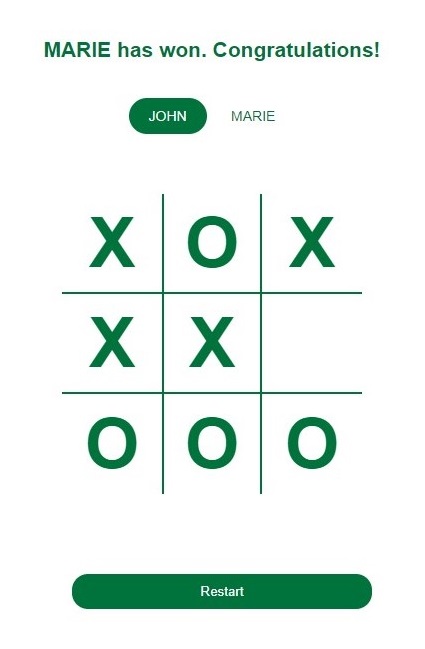 MARIE has won. Congratulations!
JOHN MARIE
X O X
X X
O O O
Restart